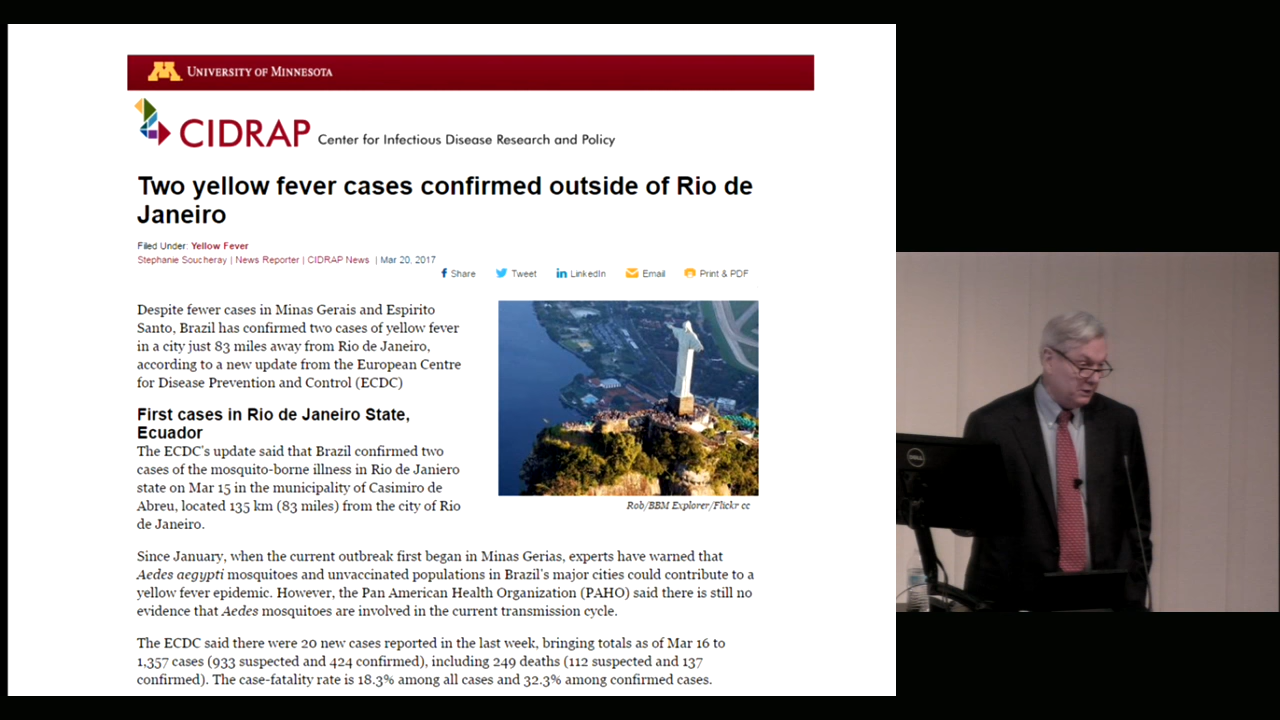 UNIVERSITY OF MINNESOTA
CIDRAP Center for Infectious Disease Research and Policy
Two yellow fever cases confirmed outside of Rio de
Janeiro
Filed Under: Yellow Fever
Stephanie Soucheray | News Reporter | CIDRAP News | Mar 20, 2017
Share Tweet LinkedIn Email Print & PDF
Despite fewer cases in Minas Gerais and Espirito
Santo, Brazil has confirmed two cases of yellow fever
in a city just 83 miles away from Rio de Janeiro,
according to a new update from the European Centre
for Disease Prevention and Control (ECDC)
First cases in Rio de Janeiro State,
Ecuador
The ECDC's update said that Brazil confirmed two
cases of the mosquito-borne illness in Rio de Janiero
state on Mar 15 in the municipality of Casimiro de
Abreu, located 135 km (83 miles) from the city of Rio
de Janeiro.
Rob/BBM Explorer/Flickr cc
Since January, when the current outbreak first began in Minas Gerias, experts have warned that
Aedes aegypti mosquitoes and unvaccinated populations in Brazil's major cities could contribute to a
yellow fever epidemic. However, the Pan American Health Organization (PAHO) said there is still no
evidence that Aedes mosquitoes are involved in the current transmission cycle.
The ECDC said there were 20 new cases reported in the last week, bringing totals as of Mar 16 to
1,357 cases (933 suspected and 424 confirmed), including 249 deaths (112 suspected and 137
confirmed). The case-fatality rate is 18.3% among all cases and 32.3% among confirmed cases.
DELL